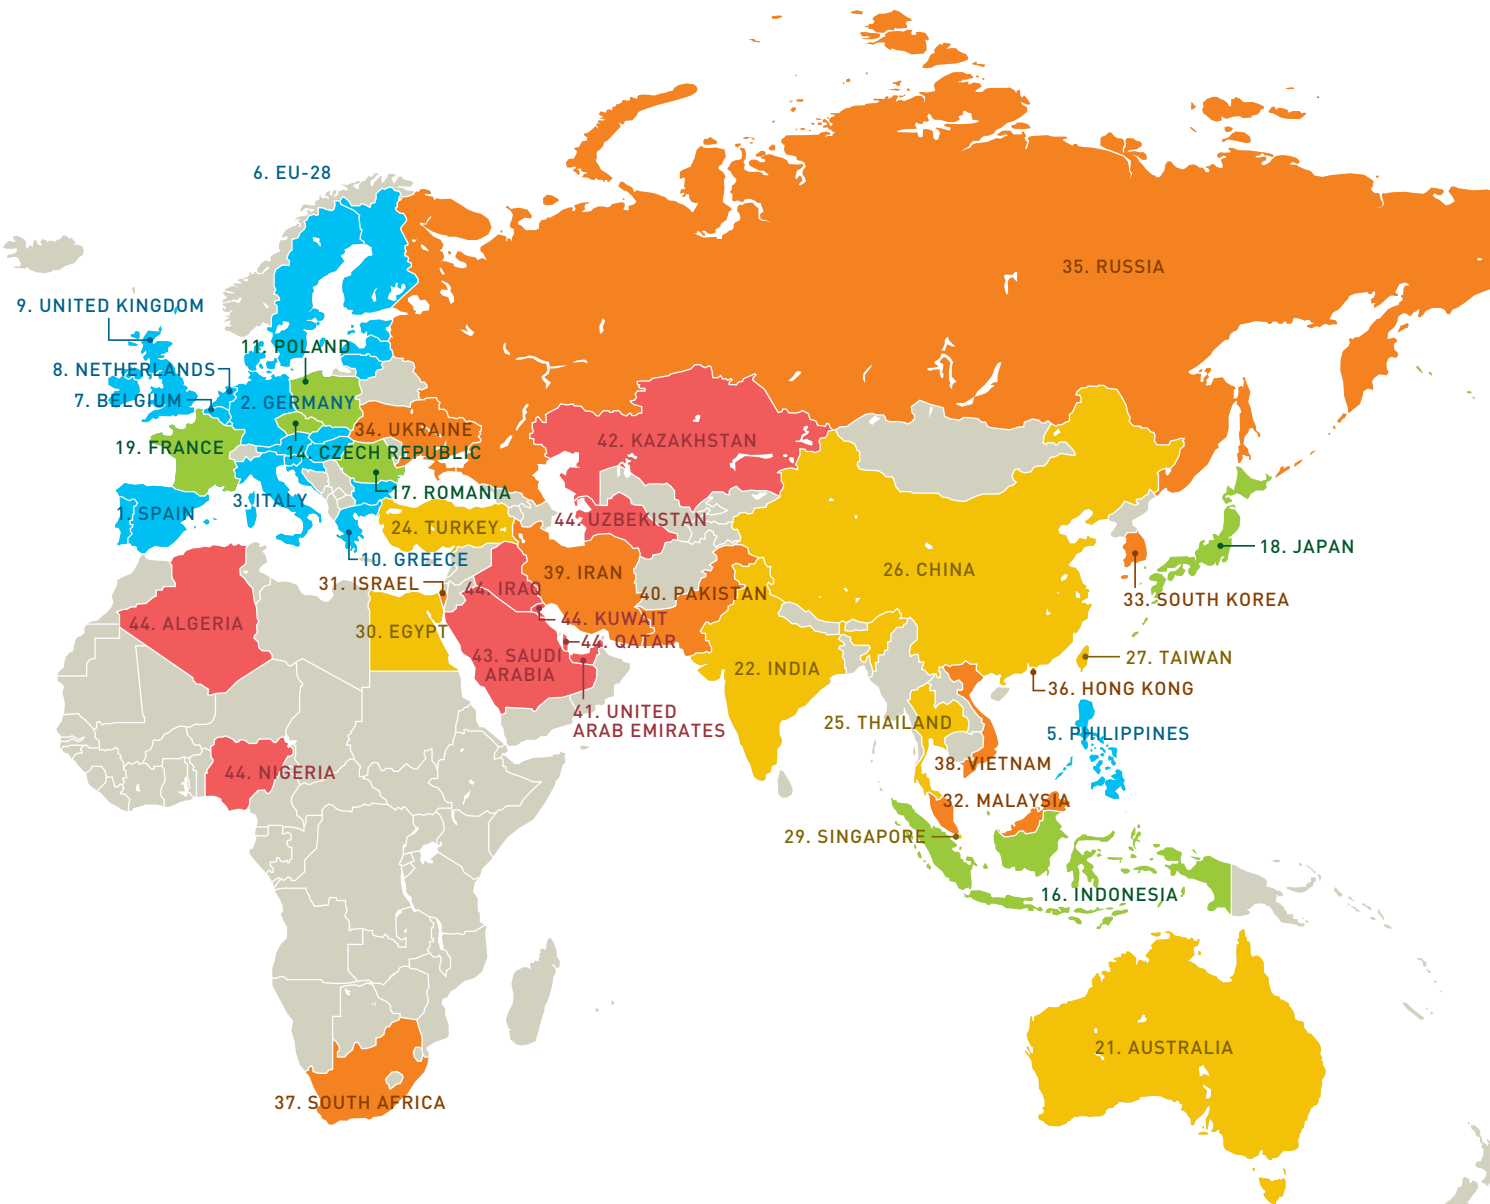 6. EU-28
35. RUSSIA
9. UNITED KINGDOM
11. POLAND
8. NETHERLANDS
7. BELGIUM
2. GERMANY
34. UKRAINE
42. KAZAKHSTAN
19. FRANCE
14. CZECH REPUBLIC
17. ROMANIA
3. ITALY
1. SPAIN
44. UZBEKISTAN
24. TURKEY
18. JAPAN
10. GREECE
26. CHINA
39. IRAN
31. ISRAEL
44. IRAQ
40. PAKISTAN
33. SOUTH KOREA
44. KUWAIT
44. ALGERIA
30. EGYPT
44. QATAR
43. SAUDI
ARABIA
27. TAIWAN
22. INDIA
36. HONG KONG
41. UNITED
ARAB EMIRATES
25. THAILAND
5. PHILIPPINES
38. VIETNAM
44. NIGERIA
32. MALAYSIA
29. SINGAPORE
16. INDONESIA
21. AUSTRALIA
37. SOUTH AFRICA